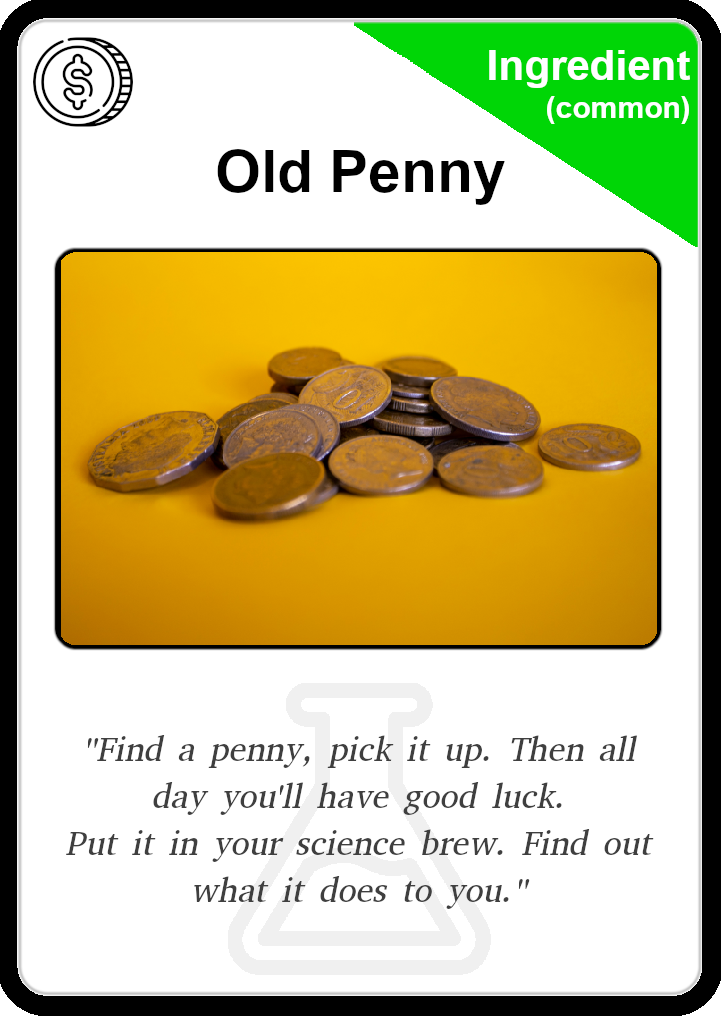 Ingredient
(common)
Old Penny
"Find a penny, pick it up. Then all
day you'll have good luck.
Put it in your science brew. Find out
what it does to you."